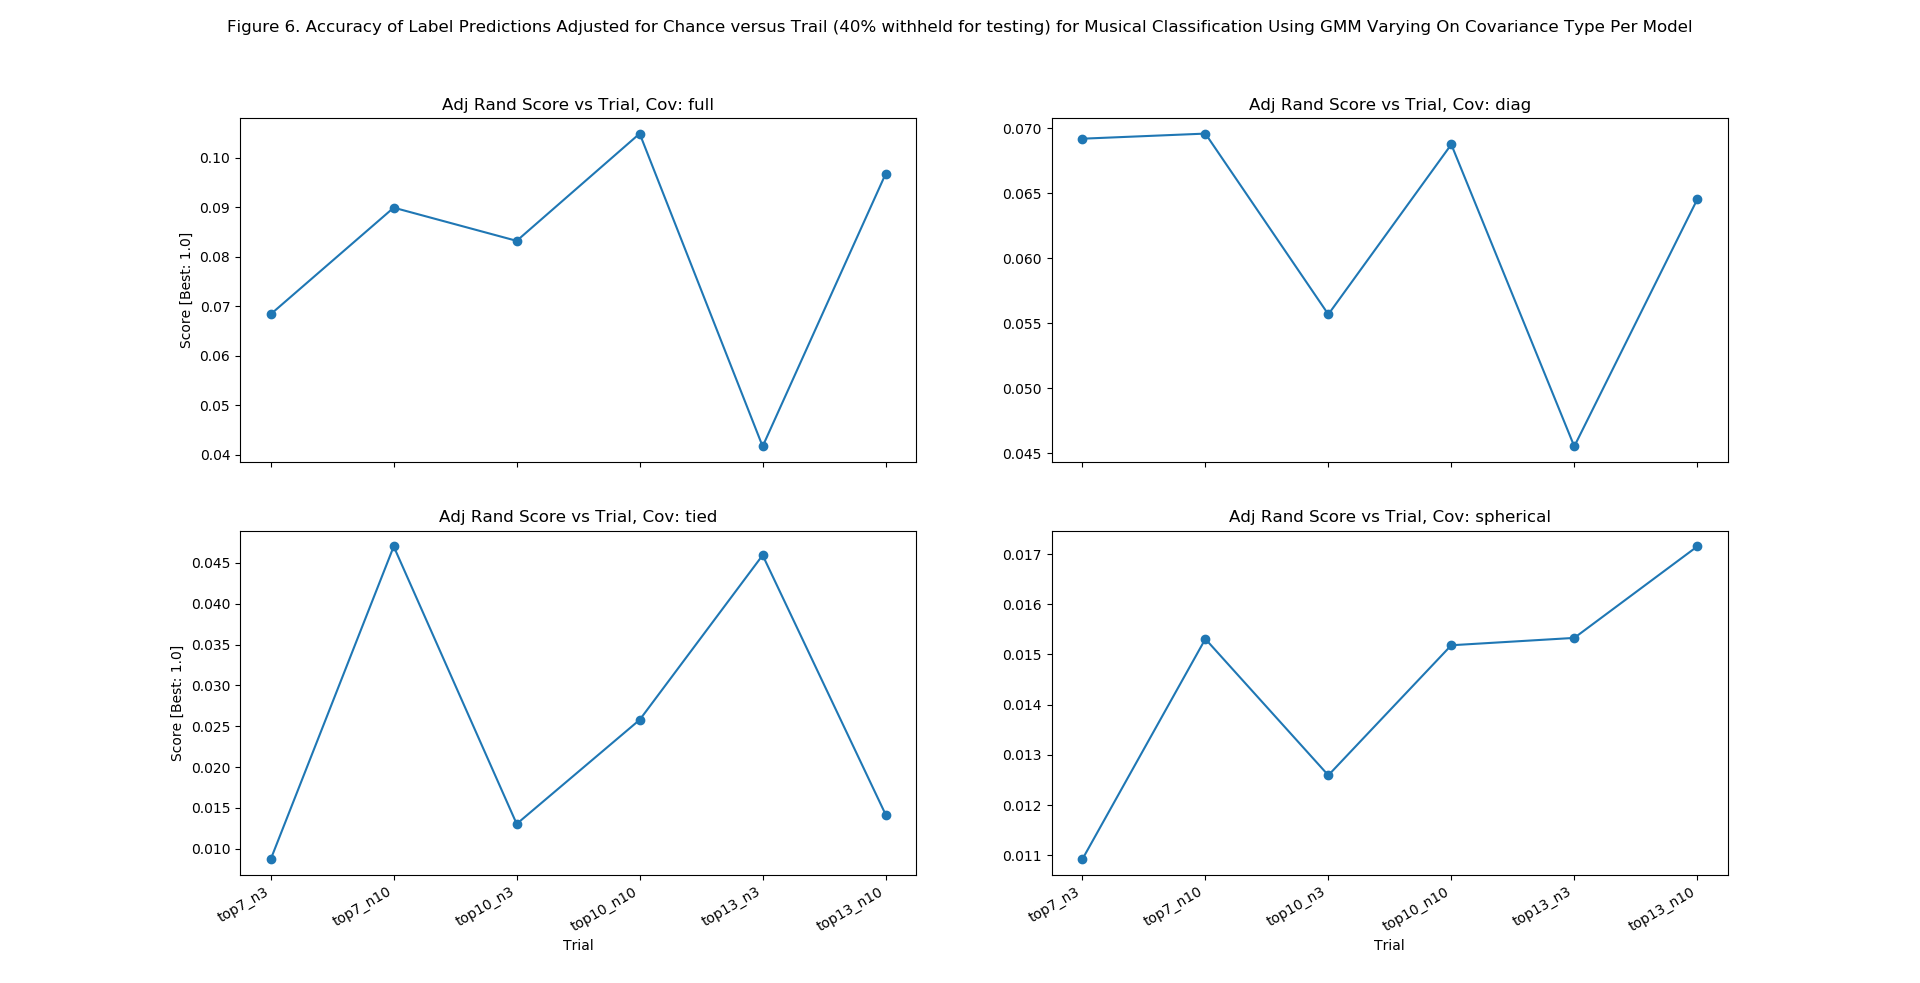 Figure 6. Accuracy of Label Predictions Adjusted for Chance versus Trail (40% withheld for testing) for Musical Classification Using GMM Varying On Covariance Type Per Model
Adj Rand Score vs Trial, Cov: full
0.10
0.09
0.08
0.07
0.06
0.05
0.04
Score [Best: 1.0]
Adj Rand Score vs Trial, Cov: diag
0.070
0.065
0.060
0.055
0.050
0.045
Adj Rand Score vs Trial, Cov: tied
0.045
0.040
0.035
0.030
0.025
0.020
0.015
0.010
Score [Best: 1.0]
top7_n3
top7_n10
top10_n3
top10_n10
top13_n3
top13_n10
Trial
Adj Rand Score vs Trial, Cov: spherical
0.017
0.016
0.015
0.014
0.013
0.012
0.011
top7_n3
top7_n10
top10_n3
top10_n10
top13_n3
top13_n10
Trial